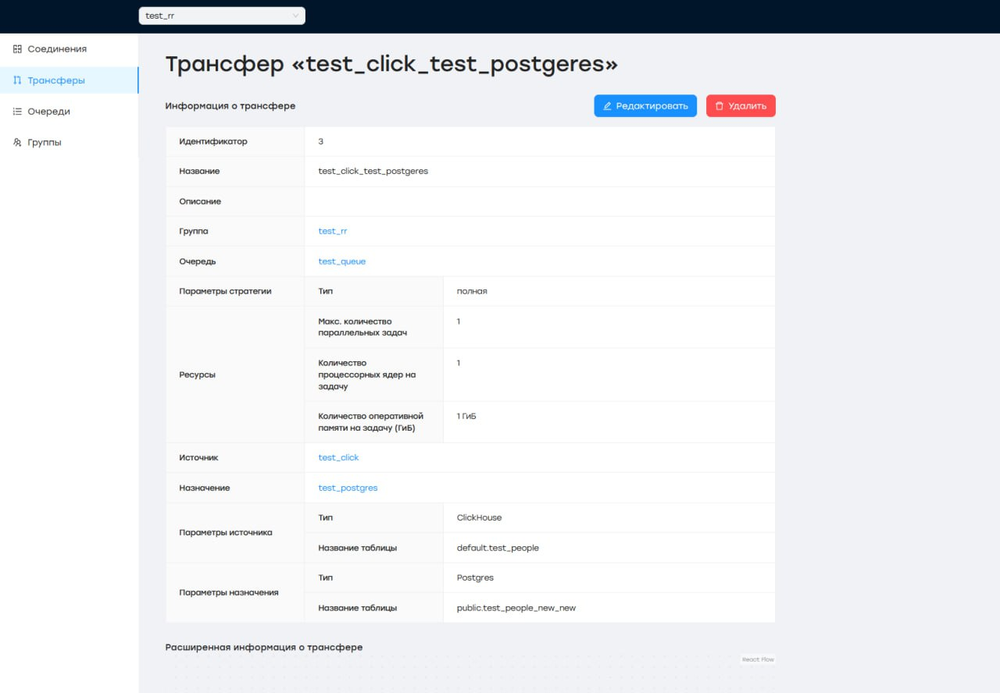 test_rr
Соединения
Трансферы
Очереди
Группы
Трансфер «test_click_test_postgeres»
Информация о трансфере
Редактировать
Удалить
Идентификатор
3
Название
test_click_test_postgeres
Описание
Группа
test_rr
Очередь
test_queue
Параметры стратегии
Тип
полная
Ресурсы
Макс. количество
параллельных задач
1
Количество
процессорных ядер на
задачу
1
Количество оперативной
памяти на задачу (ГиБ)
1 ГиБ
Источник
test_click
Назначение
test_postgres
Параметры источника
Тип
ClickHouse
Название таблицы
default.test_people
Параметры назначения
Тип
Postgres
Название таблицы
public.test_people_new_new
Расширенная информация о трансфере
React Flow